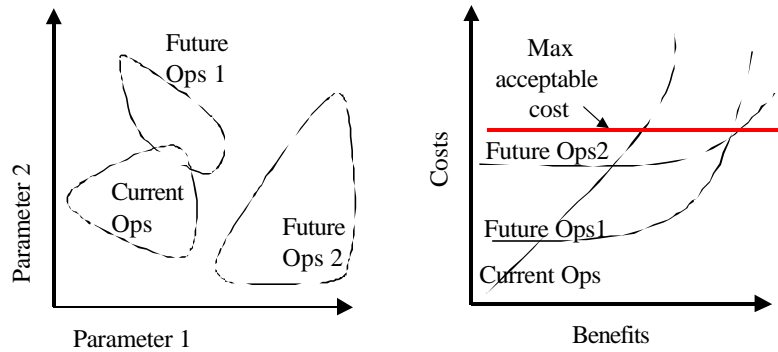 Future
Ops 1
Current
Ops
Future
Ops 2
Parameter 2
Parameter 1
Max
acceptable
cost
Future Ops2
Future Ops1
Current Ops
Costs
Benefits